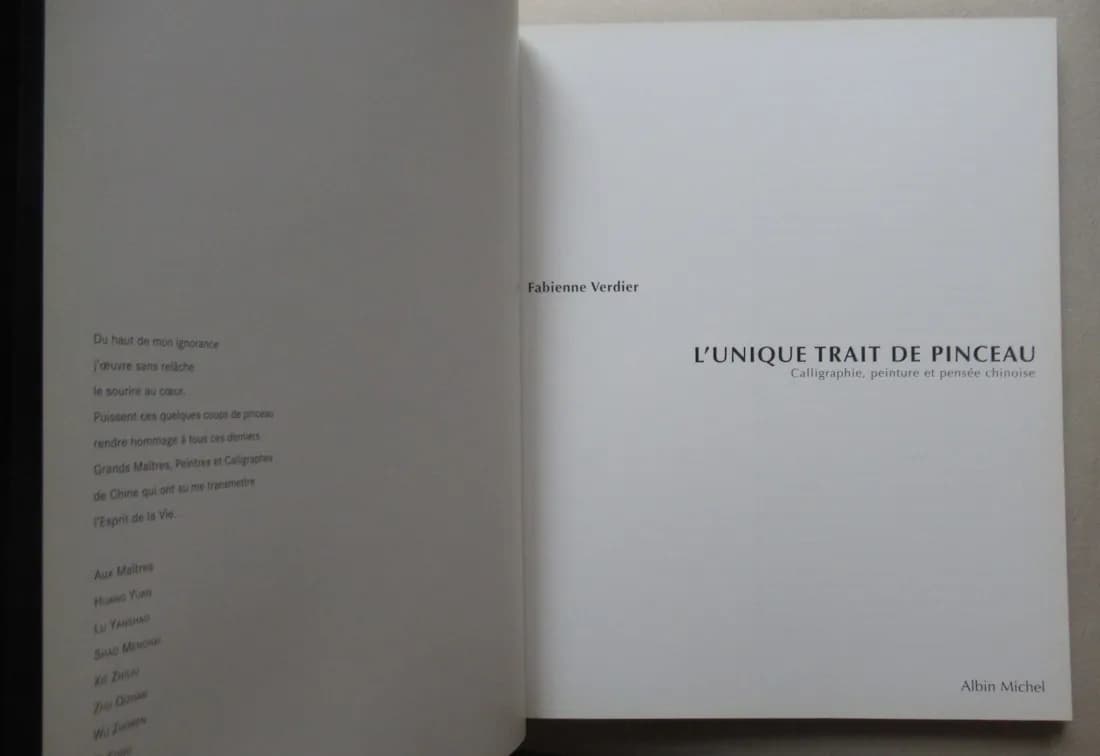 Du haut de mon ignorance
j'œuvre sans relâche
le sourire au cœur.
Puissent ces quelques coups de pinceau
rendre hommage à tous ces derniers
Grands Maîtres, Peintres et Calligraphes
de Chine qui ont su me transmettre
l'Esprit de la Vie.
Aux Maîtres
HUANG YUAN
LU YANSHAO
SHAO
XIE ZHILIU
ZHU QIZHAN
WU ZUOREN
Fabienne Verdier
L'UNIQUE TRAIT DE PINCEAU
Calligraphie, peinture et pensée chinoise
Albin Michel